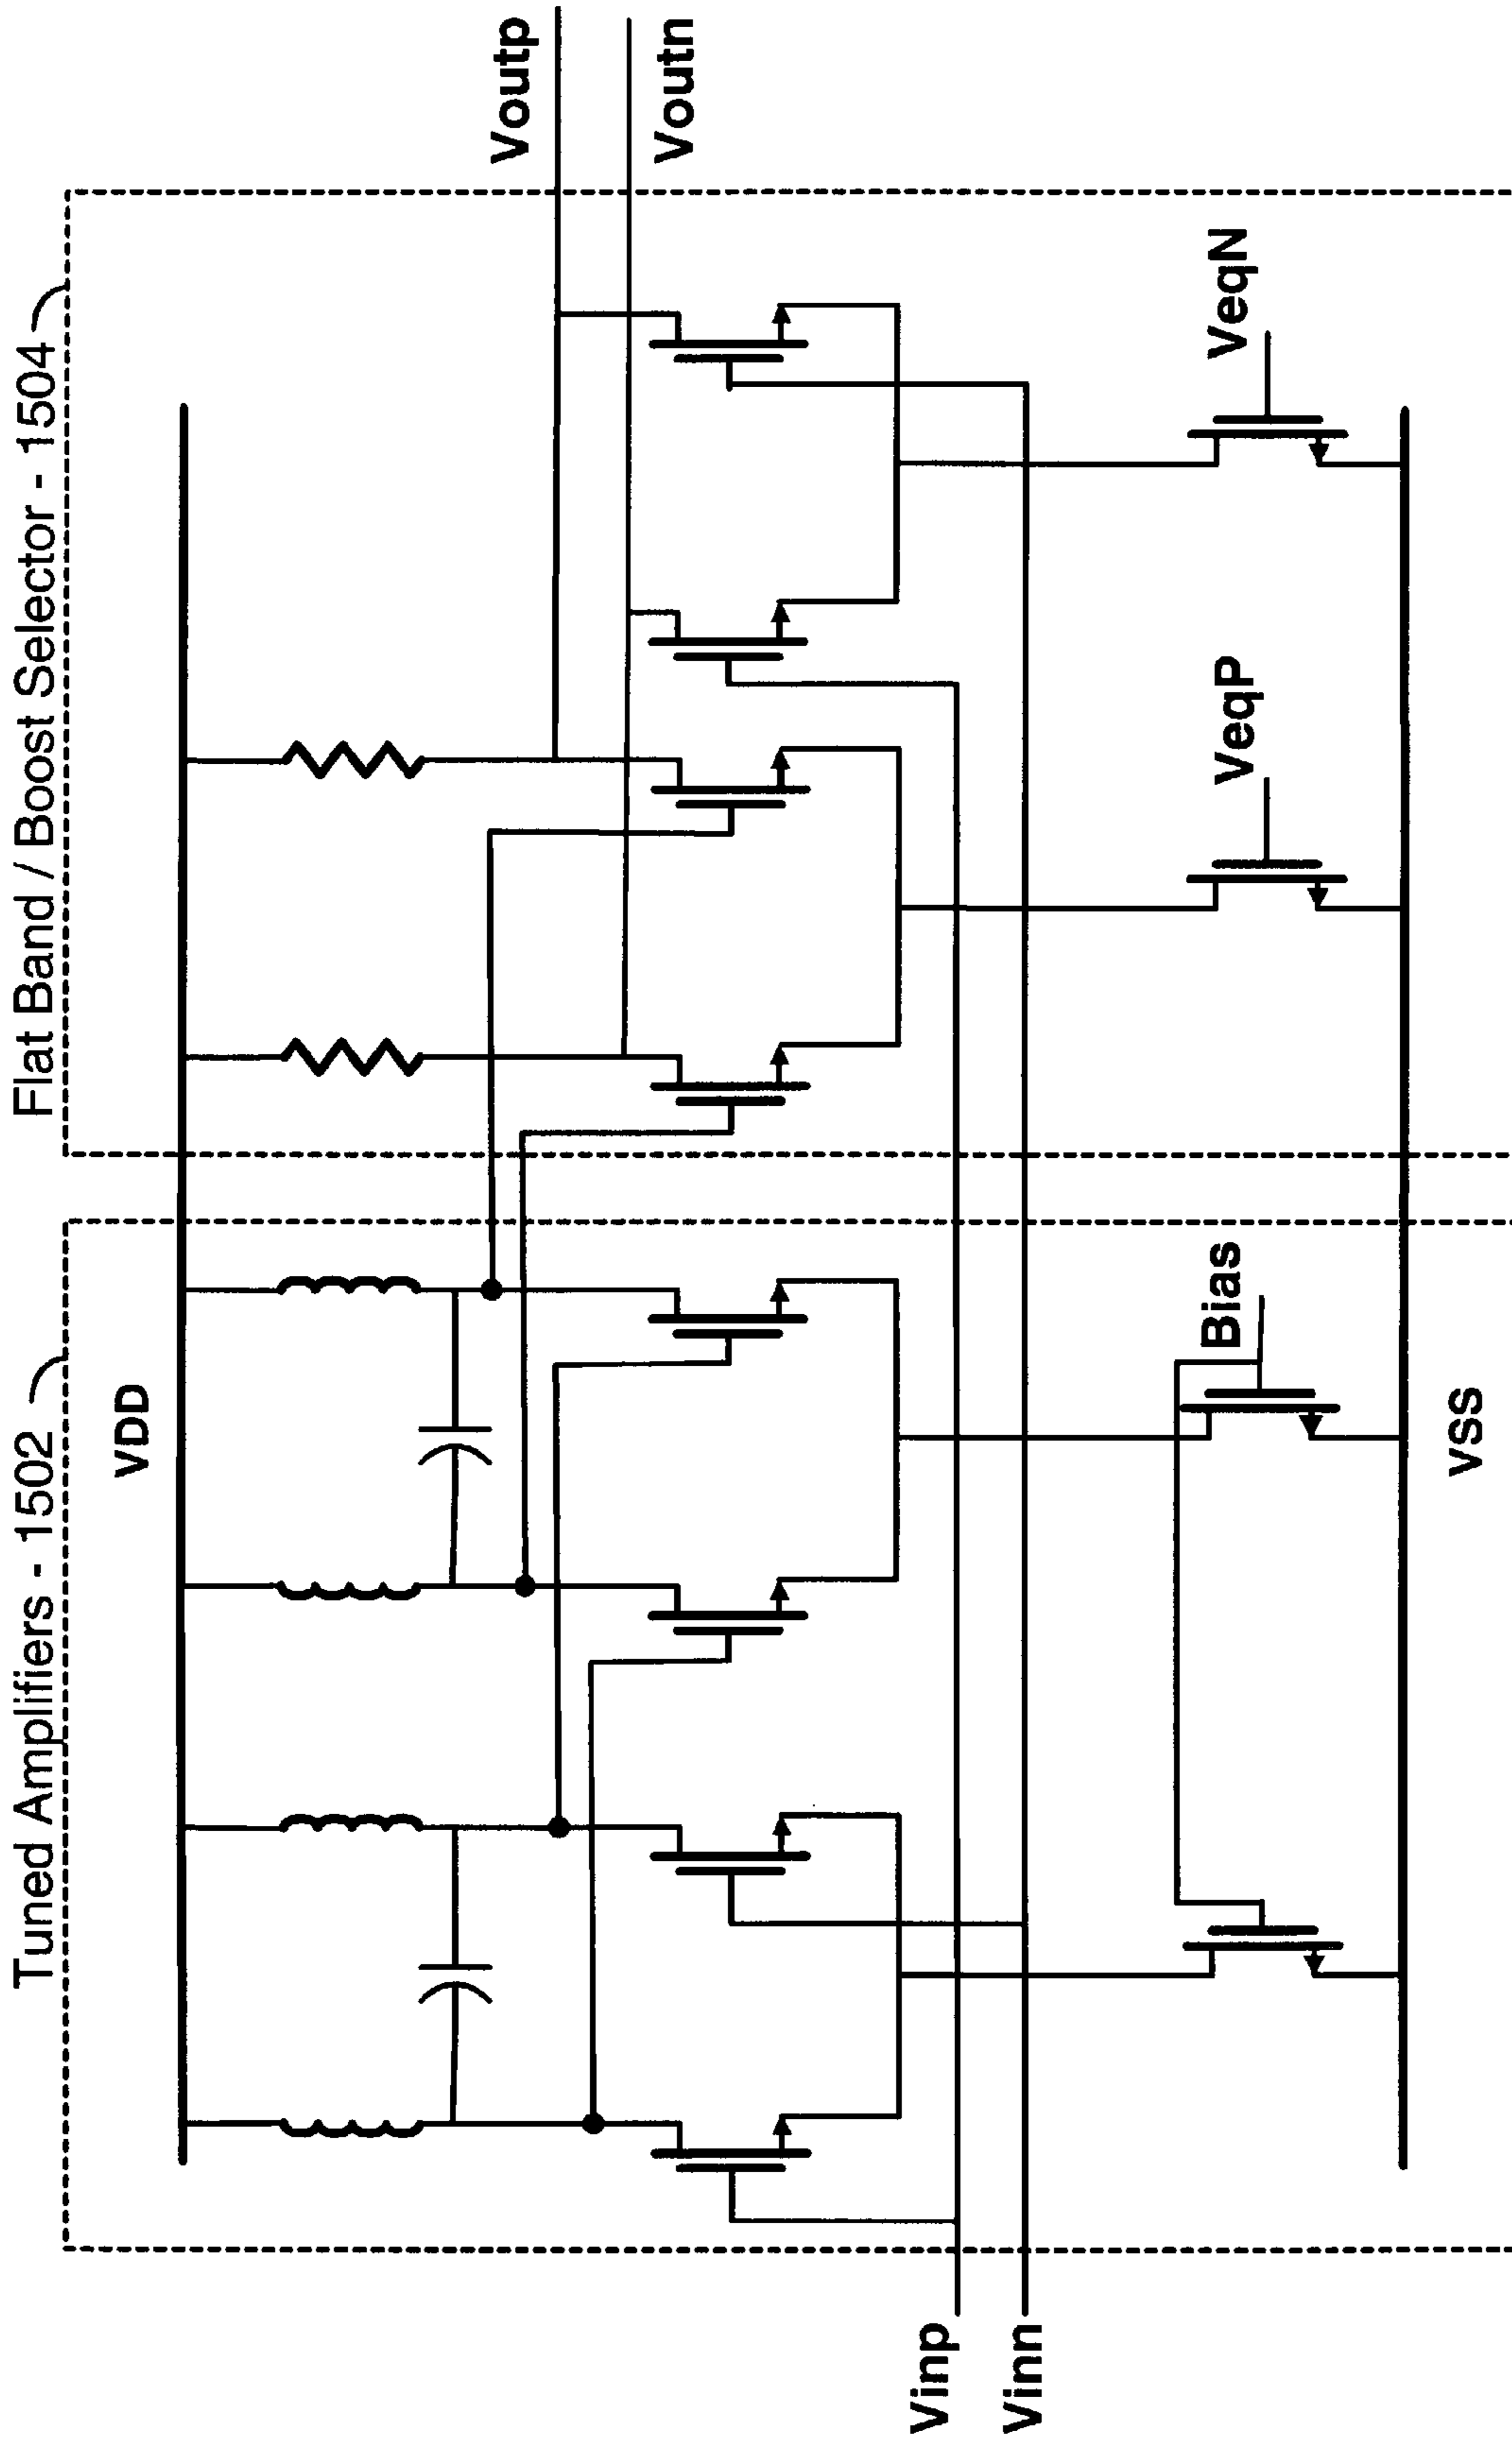 Tuned Amplifiers - 1502
Flat Band / Boost Selector - 1504
VDD
Voutp
Voutn
Vinp
Vinn
Bias
VeqP
VeqN
VSS